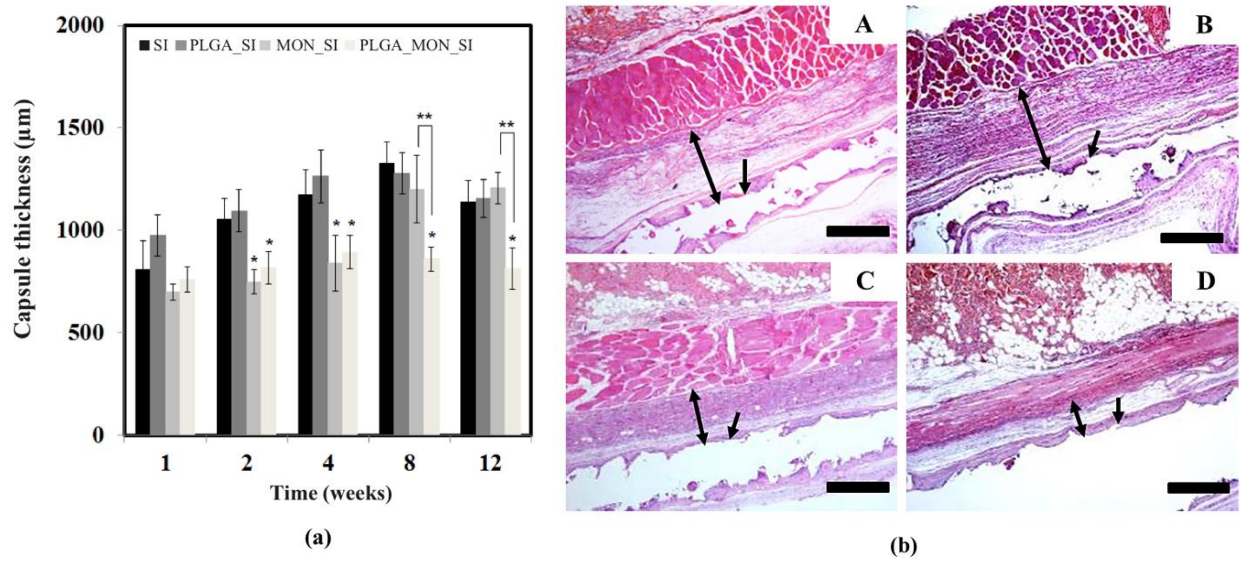 2000
1500
1000
500
0
Capsule thickness (µm)
SI PLGA_SI MON_SI PLGA_MON_SI
* * * * ** * ** *
1 2 4 8 12
Time (weeks)
(a)
A B
C D
(b)